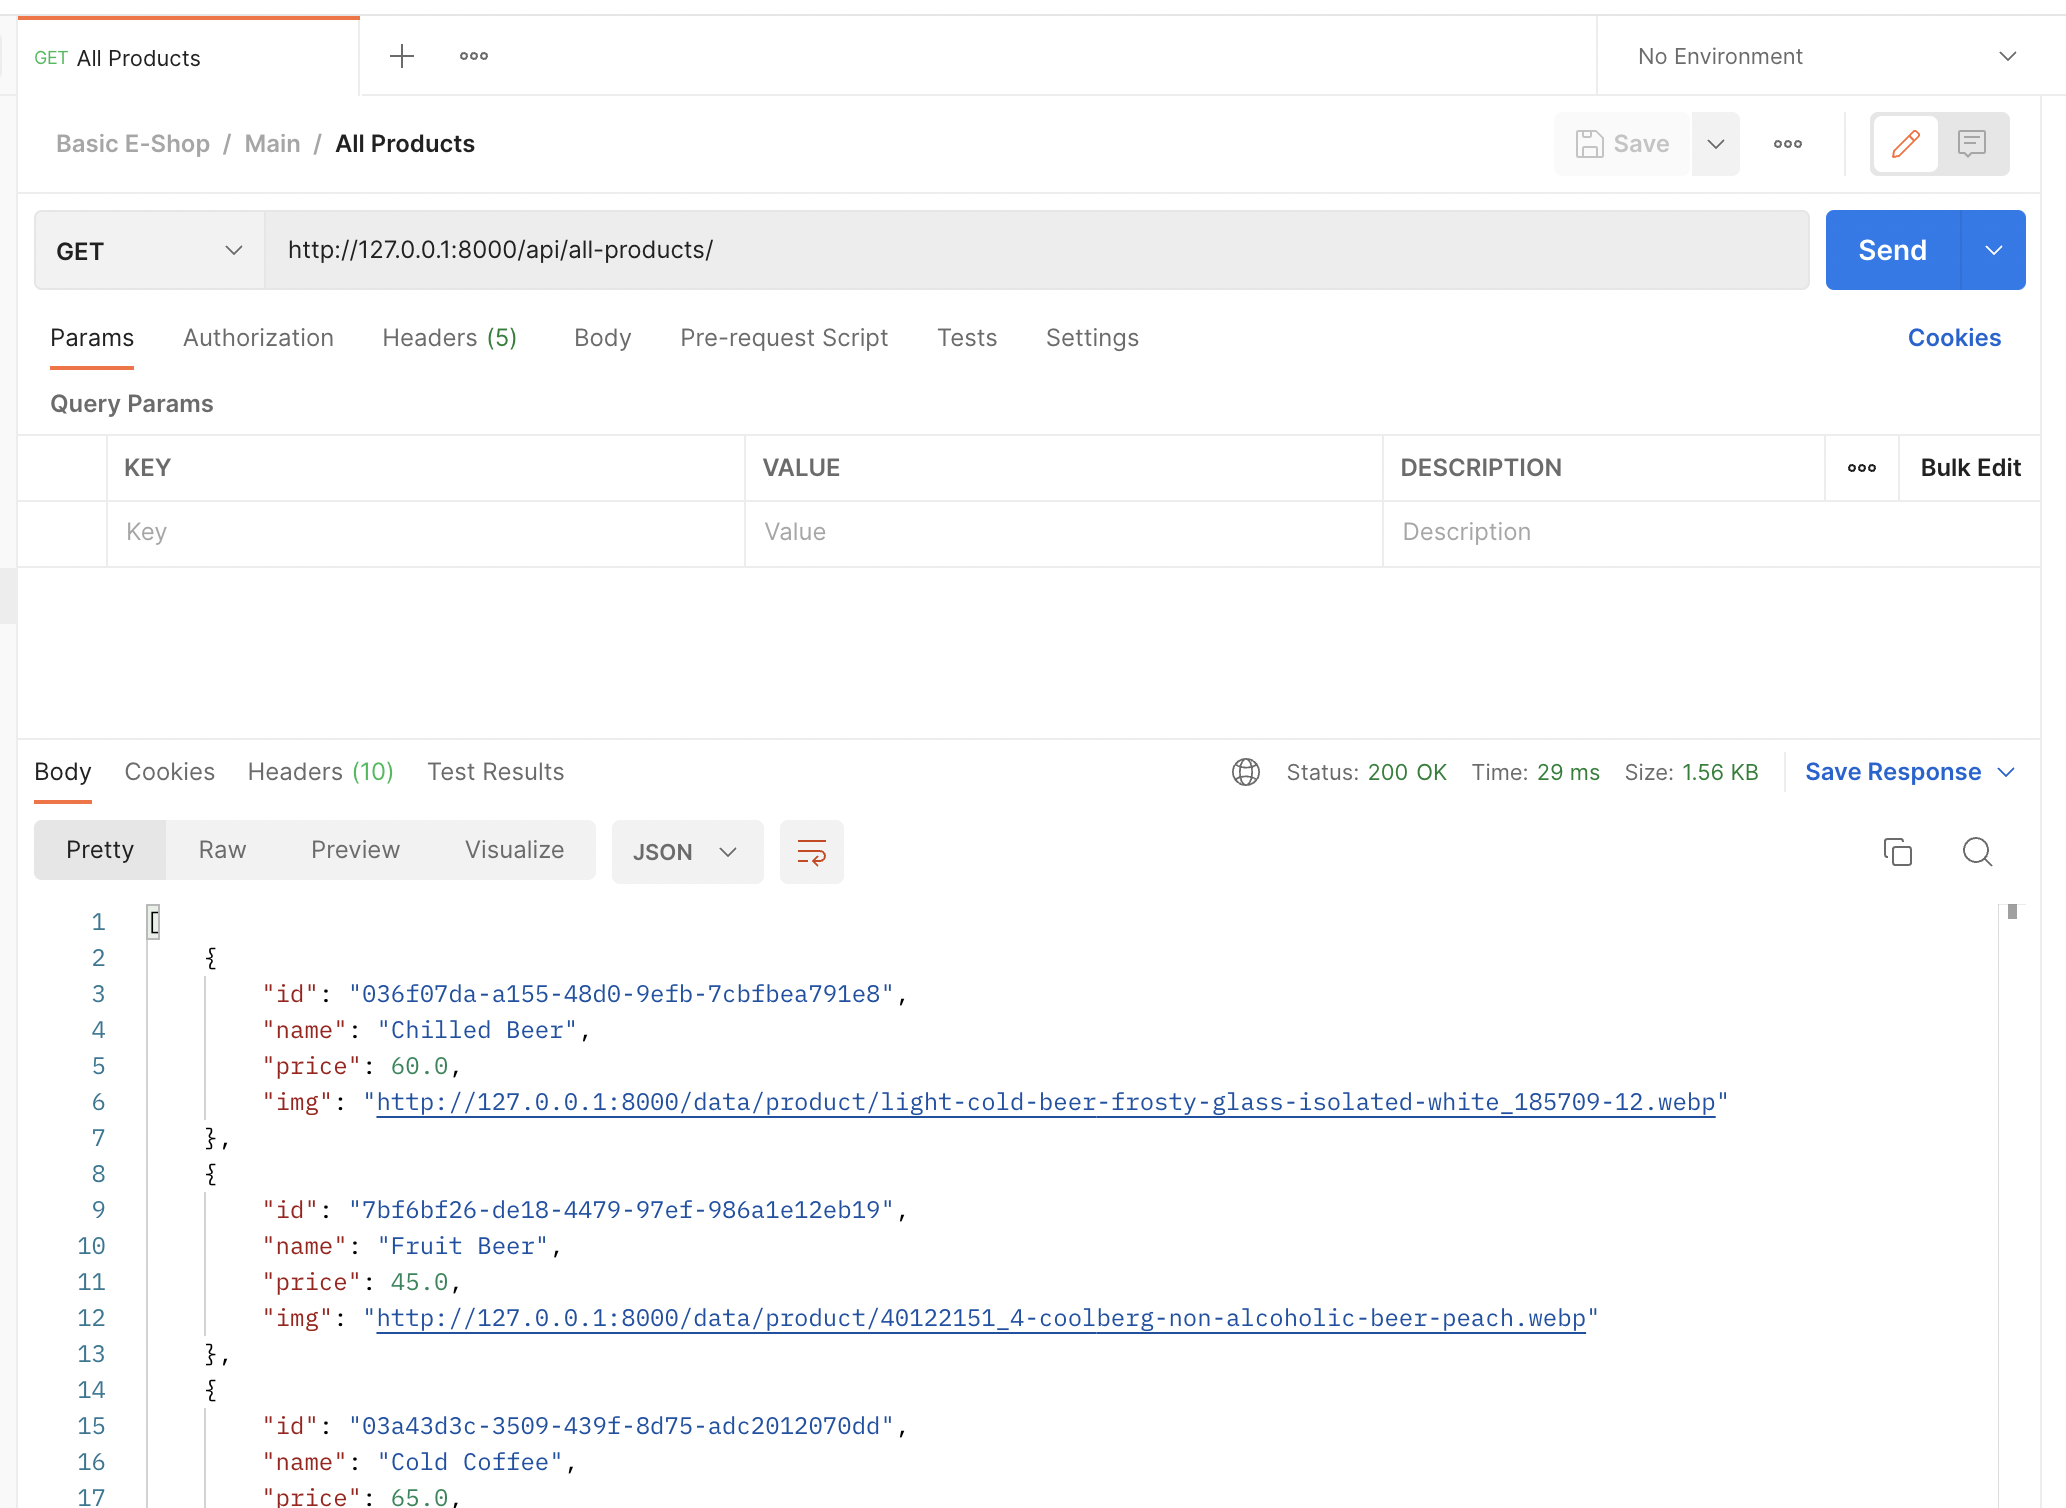 GET All Products
No Environment
Basic E-Shop / Main / All Products
Save
GET http://127.0.0.1:8000/api/all-products/ Send
Params Authorization Headers (5) Body Pre-request Script Tests Settings Cookies
Query Params
KEY VALUE DESCRIPTION Bulk Edit
Key Value Description
Body Cookies Headers (10) Test Results Status: 200 OK Time: 29 ms Size: 1.56 KB Save Response
Pretty Raw Preview Visualize JSON
1 [
2 {
3 "id": "036f07da-a155-48d0-9efb-7cbfbea791e8",
4 "name": "Chilled Beer",
5 "price": 60.0,
6 "img": "http://127.0.0.1:8000/data/product/light-cold-beer-frosty-glass-isolated-white_185709-12.webp"
7 },
8 {
9 "id": "7bf6bf26-de18-4479-97ef-986a1e12eb19",
10 "name": "Fruit Beer",
11 "price": 45.0,
12 "img": "http://127.0.0.1:8000/data/product/40122151_4-coolberg-non-alcoholic-beer-peach.webp"
13 },
14 {
15 "id": "03a43d3c-3509-439f-8d75-adc2012070dd",
16 "name": "Cold Coffee",
17 "price": 65.0,